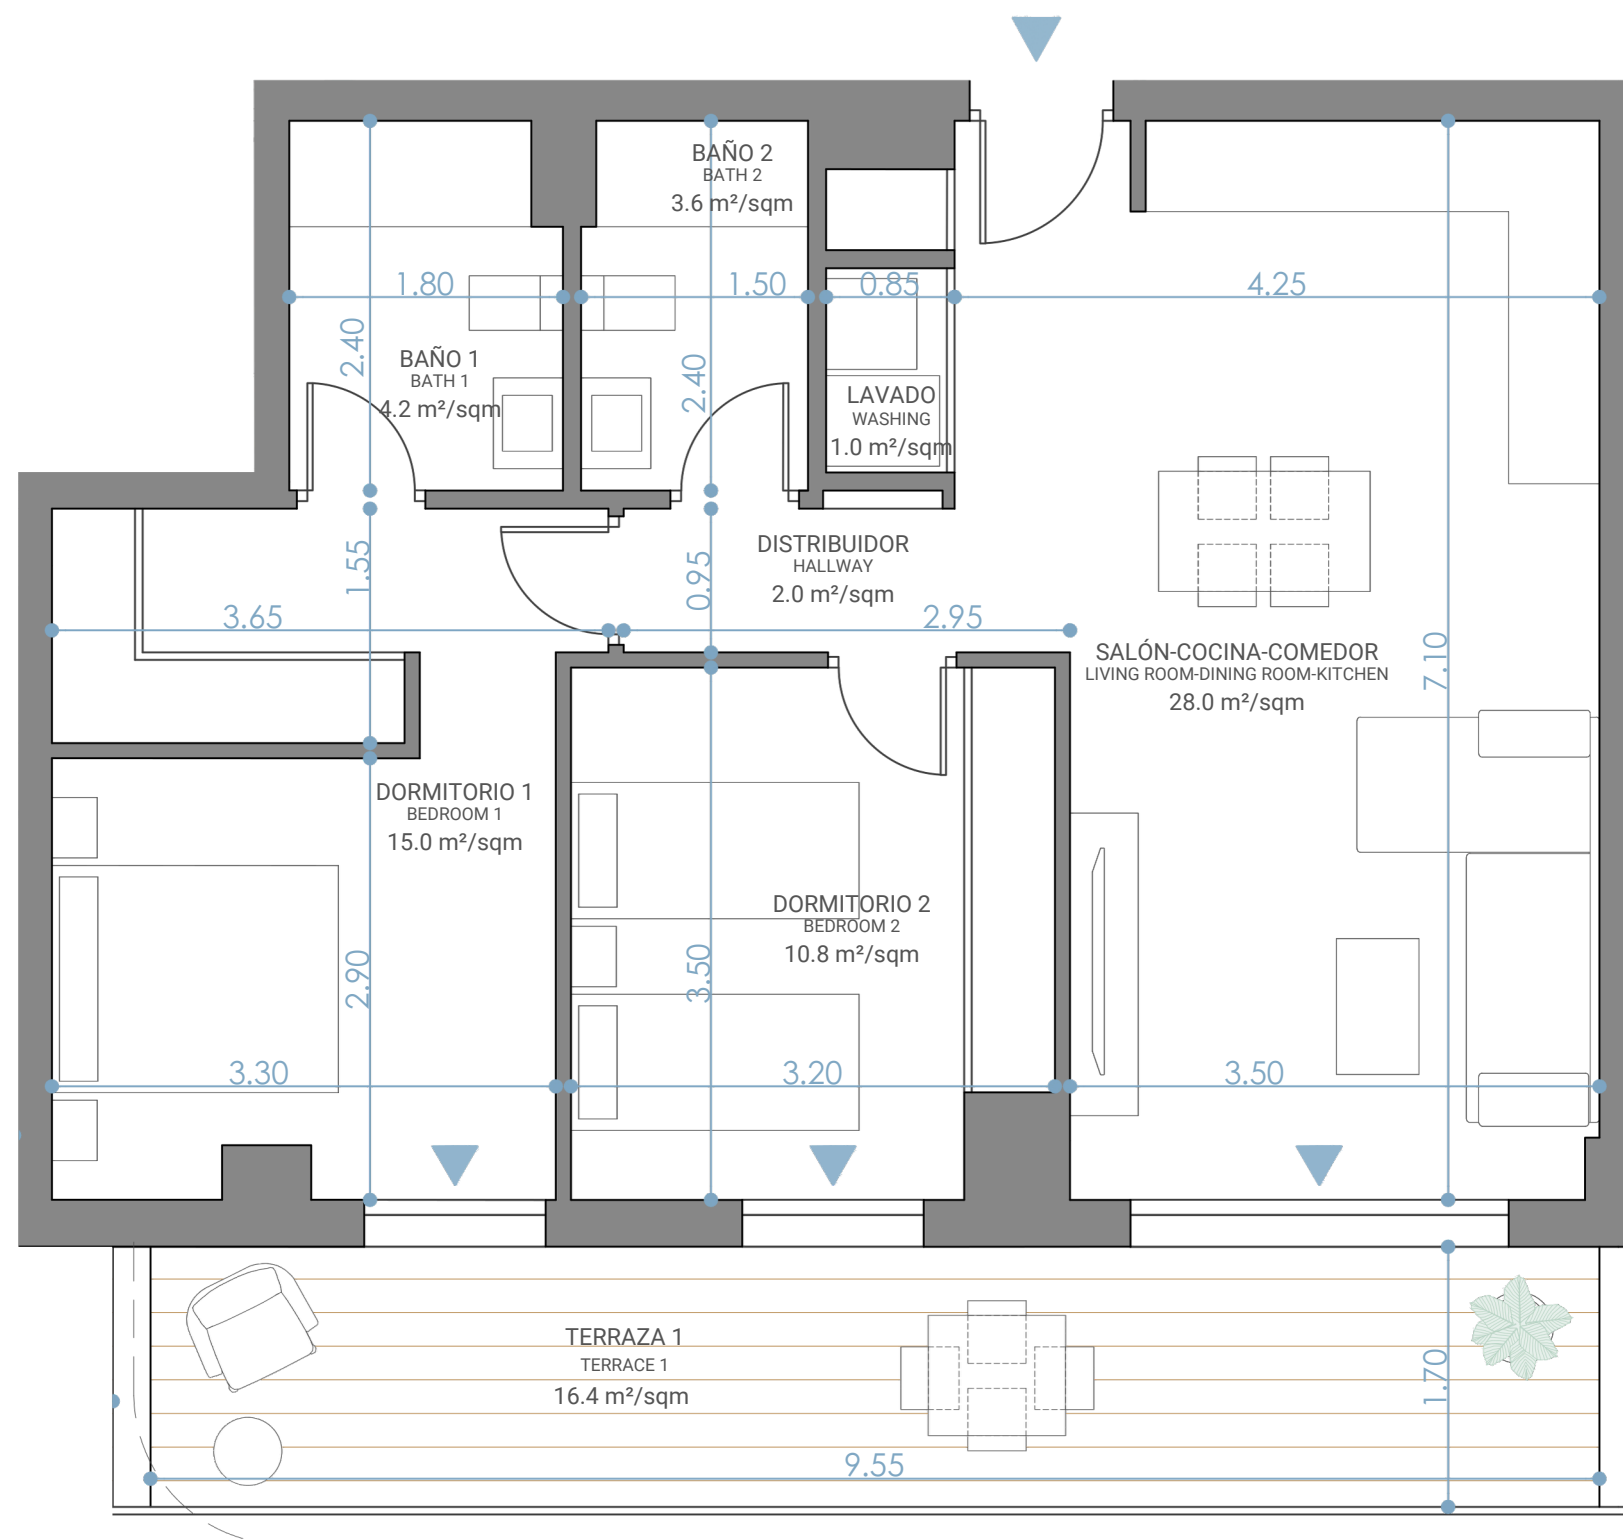 BAÑO 2
BATH 2
3.6 m²/sqm
1.80
1.50
0.85
4.25
2.40
BAÑO 1
BATH 1
4.2 m²/sqm
2.40
LAVADO
WASHING
1.0 m²/sqm
1.55
0.95
DISTRIBUIDOR
HALLWAY
2.0 m²/sqm
3.65
2.95
SALÓN-COCINA-COMEDOR
LIVING ROOM-DINING ROOM-KITCHEN
28.0 m²/sqm
7.10
DORMITORIO 1
BEDROOM 1
15.0 m²/sqm
DORMITORIO 2
BEDROOM 2
10.8 m²/sqm
2.90
3.50
3.30
3.20
3.50
TERRAZA 1
TERRACE 1
16.4 m²/sqm
1.70
9.55